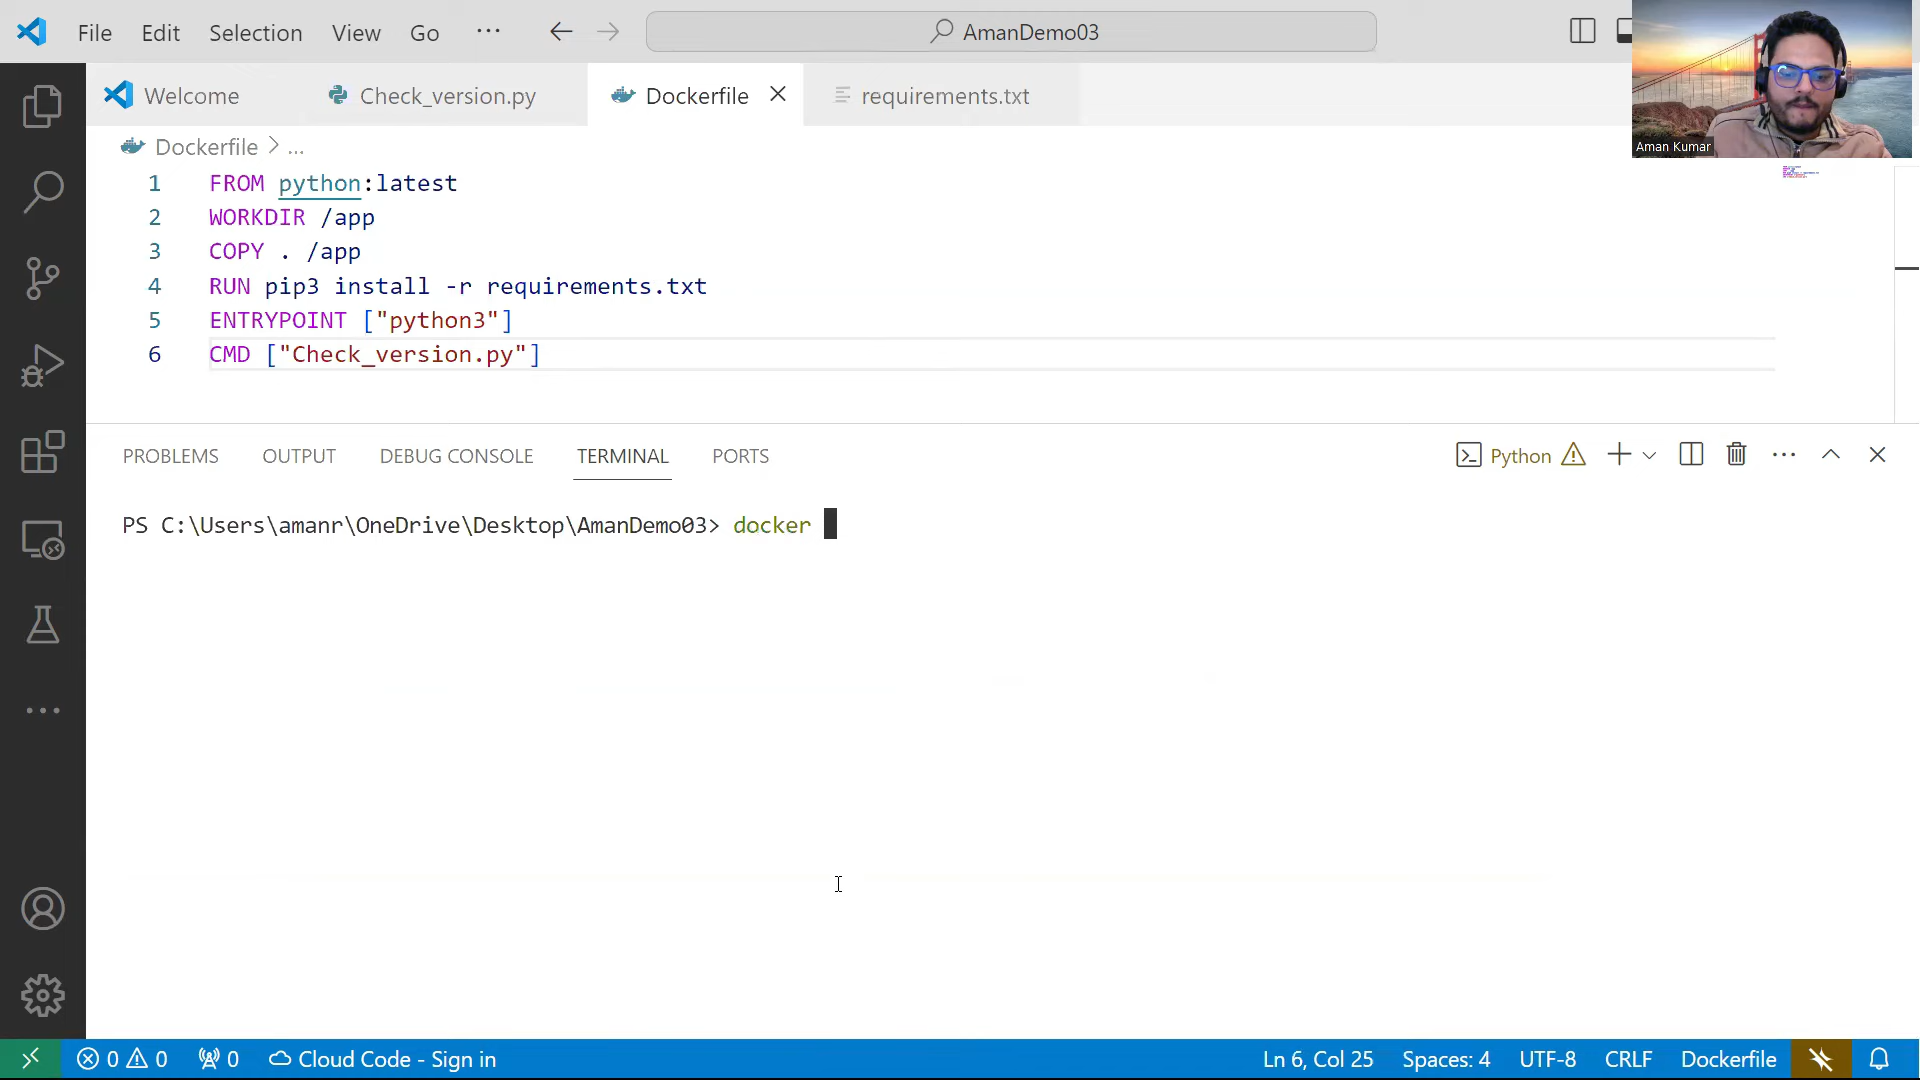 File Edit Selection View Go ··· AmanDemo03
Welcome Check_version.py Dockerfile requirements.txt
Aman Kumar
Dockerfile > ...
1 FROM python:latest
2 WORKDIR /app
3 COPY . /app
4 RUN pip3 install -r requirements.txt
5 ENTRYPOINT ["python3"]
6 CMD ["Check_version.py"]
PROBLEMS OUTPUT DEBUG CONSOLE TERMINAL PORTS Python
PS C:\Users\amanr\OneDrive\Desktop\AmanDemo03> docker
0 0 0 Cloud Code - Sign in Ln 6, Col 25 Spaces: 4 UTF-8 CRLF Dockerfile